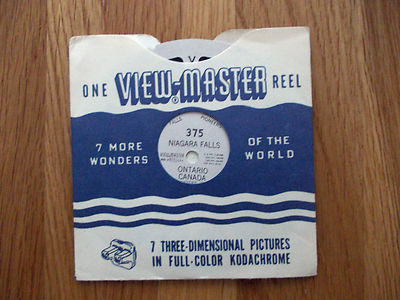 ONE VIEW-MASTER REEL
®
7 MORE WONDERS
OF THE WORLD
FALLS
375
NIAGARA FALLS
ONTARIO
CANADA
7 THREE-DIMENSIONAL PICTURES
IN FULL-COLOR KODACHROME